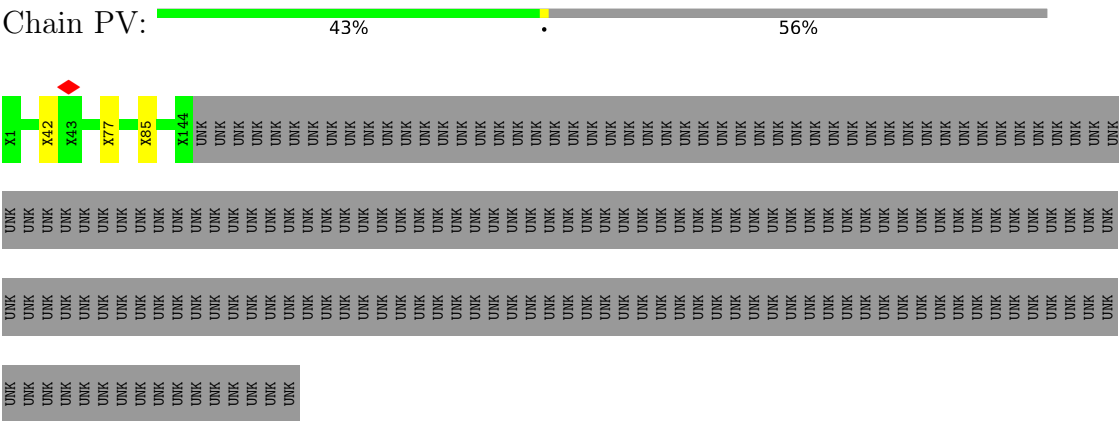 Chain PV:
43% • 56%
X1 X42 X43 X77 X85 X144 UNK UNK UNK UNK UNK UNK UNK UNK UNK UNK UNK UNK UNK UNK UNK UNK UNK UNK UNK UNK UNK UNK UNK UNK UNK UNK UNK UNK UNK UNK UNK UNK UNK UNK UNK UNK UNK UNK UNK UNK UNK UNK UNK UNK UNK UNK UNK UNK UNK UNK
UNK UNK UNK UNK UNK UNK UNK UNK UNK UNK UNK UNK UNK UNK UNK UNK UNK UNK UNK UNK UNK UNK UNK UNK UNK UNK UNK UNK UNK UNK UNK UNK UNK UNK UNK UNK UNK UNK UNK UNK UNK UNK UNK UNK UNK UNK UNK UNK UNK UNK UNK UNK UNK UNK UNK UNK UNK UNK UNK UNK
UNK UNK UNK UNK UNK UNK UNK UNK UNK UNK UNK UNK UNK UNK UNK UNK UNK UNK UNK UNK UNK UNK UNK UNK UNK UNK UNK UNK UNK UNK UNK UNK UNK UNK UNK UNK UNK UNK UNK UNK UNK UNK UNK UNK UNK UNK UNK UNK UNK UNK UNK UNK UNK UNK UNK UNK UNK UNK UNK UNK
UNK UNK UNK UNK UNK UNK UNK UNK UNK UNK UNK UNK UNK UNK UNK UNK